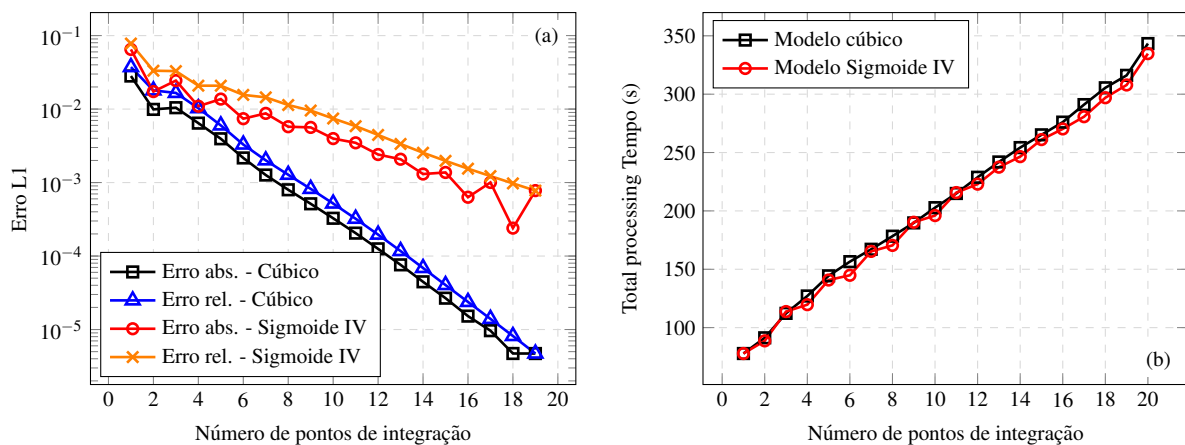 (a)
10⁻¹
10⁻²
10⁻³
10⁻⁴
10⁻⁵
Erro L1
Erro abs. - Cúbico
Erro rel. - Cúbico
Erro abs. - Sigmoide IV
Erro rel. - Sigmoide IV
0 2 4 6 8 10 12 14 16 18 20
Número de pontos de integração
Modelo cúbico
Modelo Sigmoide IV
350
300
250
200
150
100
Total processing Tempo (s)
(b)
0 2 4 6 8 10 12 14 16 18 20
Número de pontos de integração